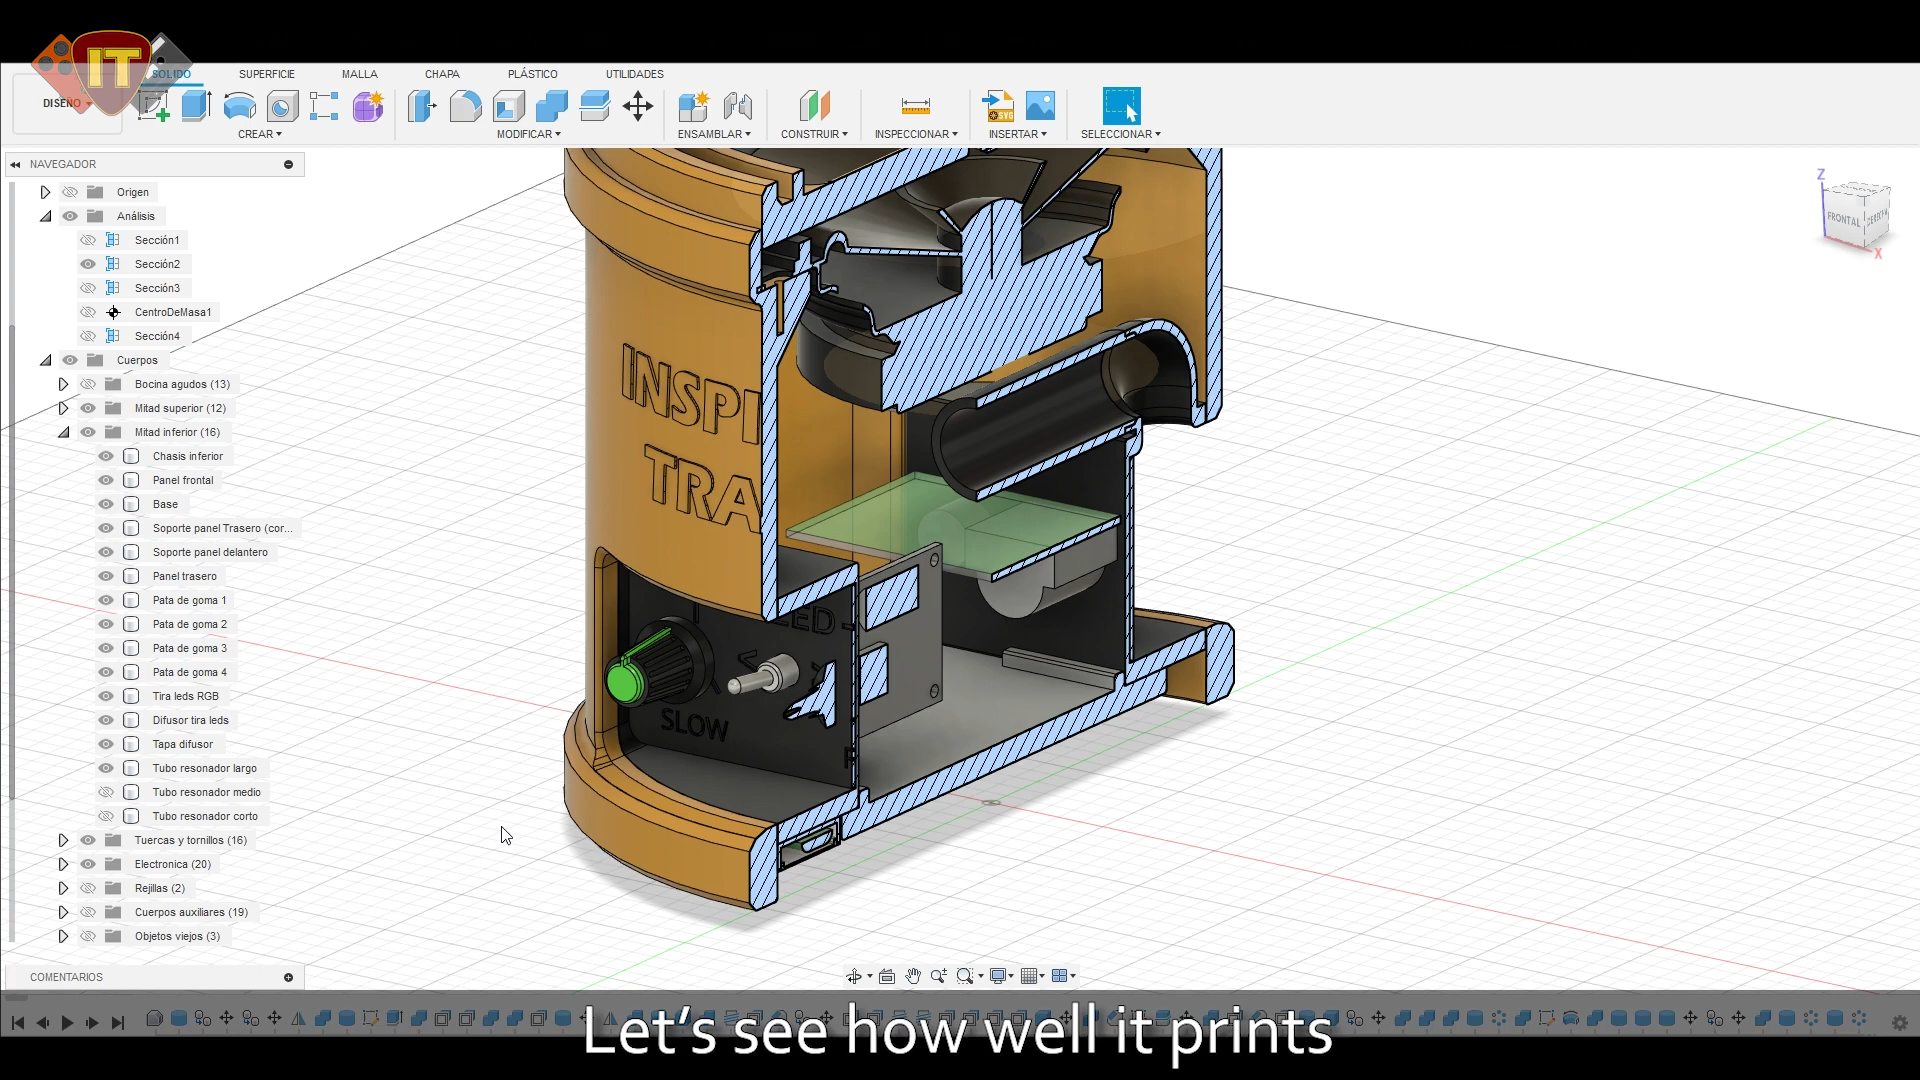 IT
SÓLIDO
SUPERFICIE
MALLA
CHAPA
PLÁSTICO
UTILIDADES
DISEÑO
CREAR
MODIFICAR
ENSAMBLAR
CONSTRUIR
INSPECCIONAR
INSERTAR
SELECCIONAR
SVG
NAVEGADOR
Origen
Análisis
Sección1
Sección2
Sección3
CentroDeMasa1
Sección4
Cuerpos
Bocina agudos (13)
Mitad superior (12)
Mitad inferior (16)
Chasis inferior
Panel frontal
Base
Soporte panel Trasero (cor...
Soporte panel delantero
Panel trasero
Pata de goma 1
Pata de goma 2
Pata de goma 3
Pata de goma 4
Tira leds RGB
Difusor tira leds
Tapa difusor
Tubo resonador largo
Tubo resonador medio
Tubo resonador corto
Tuercas y tornillos (16)
Electronica (20)
Rejillas (2)
Cuerpos auxiliares (19)
Objetos viejos (3)
COMENTARIOS
INSPI
TRA
SLOW
Z
FRONTAL
X
Let's see how well it prints